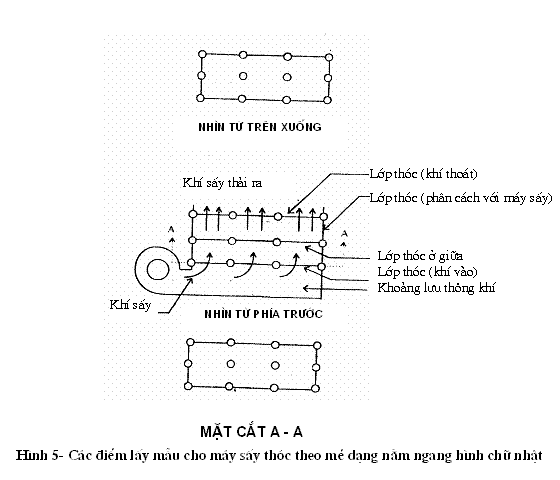 NHÌN TỪ TRÊN XUỐNG
Lớp thóc (khí thoát)
Khí sấy thải ra
Lớp thóc (phân cách với máy sấy)
A
A
Lớp thóc ở giữa
Lớp thóc (khí vào)
Khoảng lưu thông khí
Khí sấy
NHÌN TỪ PHÍA TRƯỚC
MẶT CẮT A - A
Hình 5- Các điểm lấy mẫu cho máy sấy thóc theo mẻ dạng nằm ngang hình chữ nhật